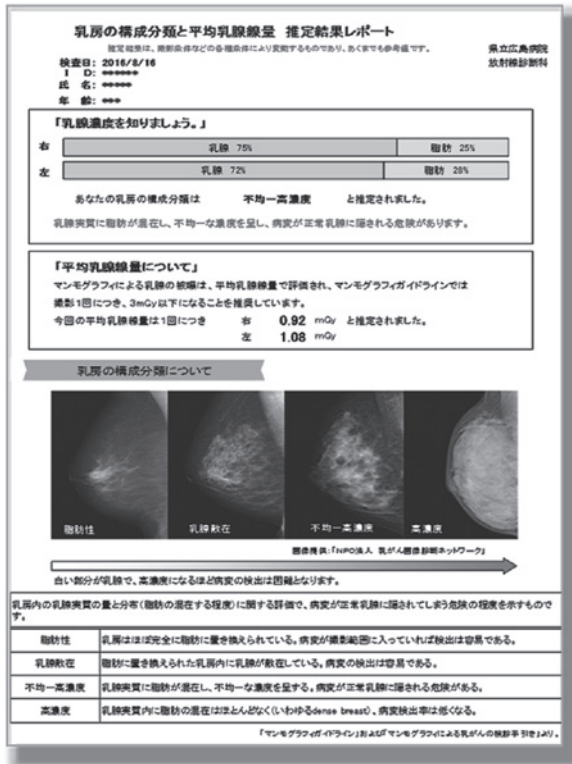 乳房の構成分類と平均乳腺線量 推定結果レポート
推定結果は、撮影条件などの各種条件により変動するものであり、あくまでも参考値です。
県立広島病院
放射線診断科
検査日: 2016/8/16
I D: ******
氏 名: *****
年 齢: ***
「乳腺濃度を知りましょう。」
右 乳腺 75% 脂肪 25%
左 乳腺 72% 脂肪 28%
あなたの乳房の構成分類は 不均一高濃度 と推定されました。
乳腺実質に脂肪が混在し、不均一な濃度を呈し、病変が正常乳腺に隠される危険があります。
「平均乳腺線量について」
マンモグラフィによる乳腺の被曝は、平均乳腺線量で評価され、マンモグラフィガイドラインでは
撮影1回につき、3mGy以下になることを推奨しています。
今回の平均乳腺線量は1回につき 右 0.92 mGy と推定されました。
左 1.08 mGy
乳房の構成分類について
脂肪性 乳腺散在 不均一高濃度 高濃度
画像提供:「NPO法人 乳がん画像診断ネットワーク」
白い部分が乳腺で、高濃度になるほど病変の検出は困難となります。
乳房内の乳腺実質の量と分布(脂肪の混在する程度)に関する評価で、病変が正常乳腺に隠されてしまう危険の程度を示すもので
す。
脂肪性 乳房はほぼ完全に脂肪に置き換えられている。病変が撮影範囲に入っていれば検出は容易である。
乳腺散在 脂肪に置き換えられた乳房内に乳腺が散在している。病変の検出は容易である。
不均一高濃度 乳腺実質に脂肪が混在し、不均一な濃度を呈する。病変が正常乳腺に隠される危険がある。
高濃度 乳腺実質内に脂肪の混在はほとんどなく(いわゆるdense breast)、病変検出率は低くなる。
「マンモグラフィガイドライン」および「マンモグラフィによる乳がんの検診手引き」より。